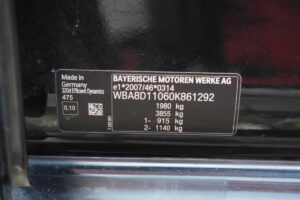 BAYERISCHE MOTOREN WERKE AG
e1*2007/46*0314
WBA8D11060K861292
1980 kg
3855 kg
1- 915 kg
2- 1140 kg
Made in
Germany
320d Efficient Dynamics
475
0.10